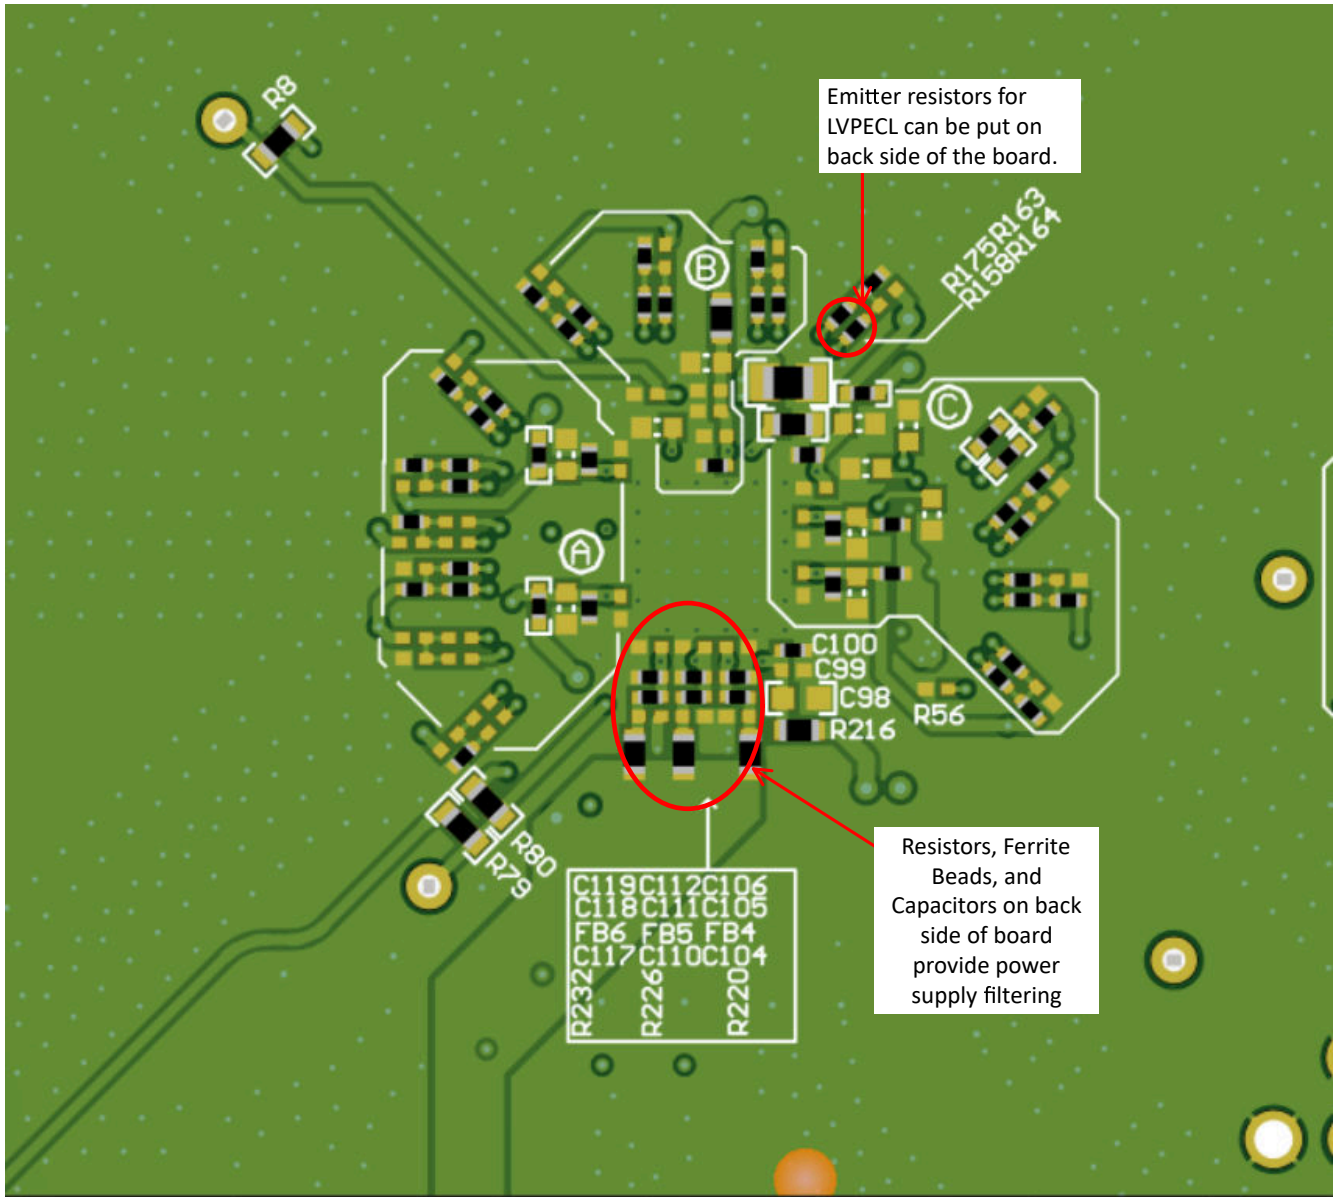 R8
Emitter resistors for
LVPECL can be put on
back side of the board.
R175R163
R158R164
B
C
A
C100
C99
C98
R216
R56
R80
R79
C119C112C106
C118C111C105
FB6 FB5 FB4
C117C110C104
R232 R226 R220
Resistors, Ferrite
Beads, and
Capacitors on back
side of board
provide power
supply filtering